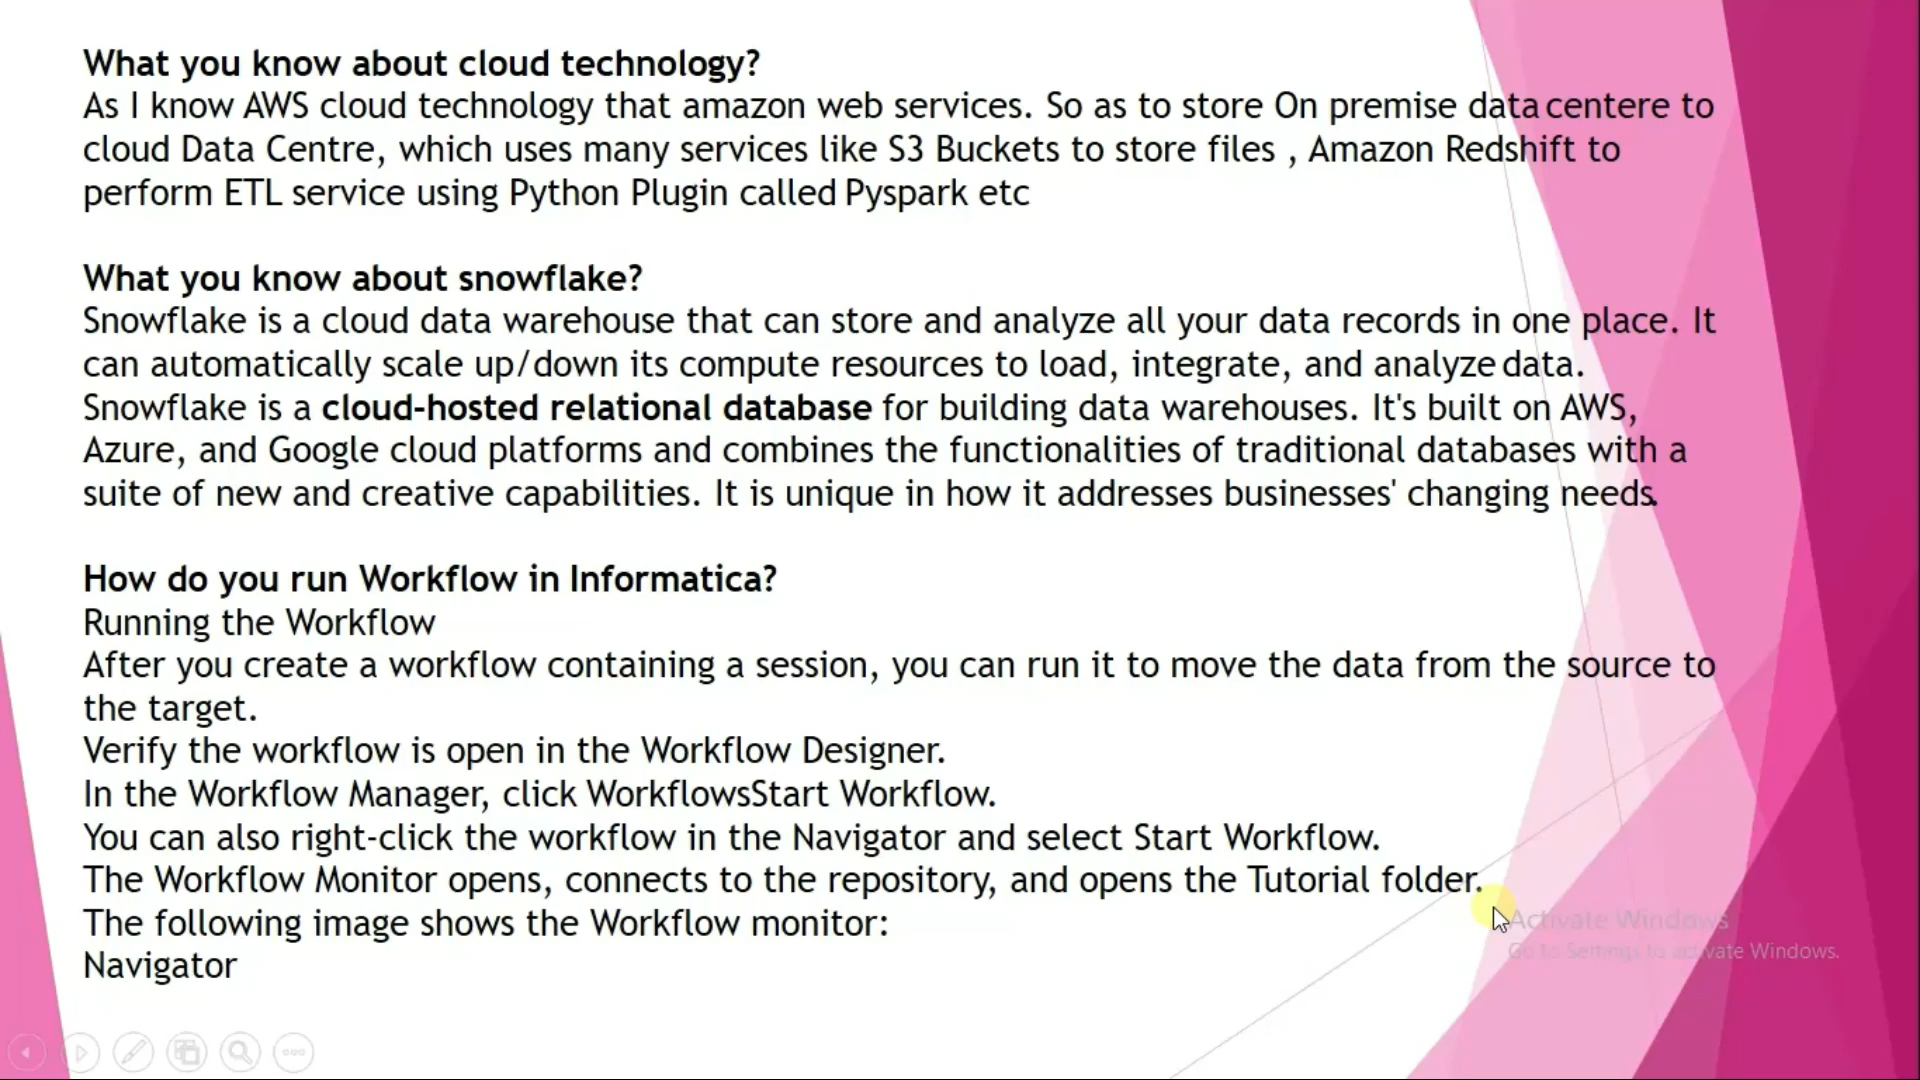 What you know about cloud technology?
As I know AWS cloud technology that amazon web services. So as to store On premise data centere to
cloud Data Centre, which uses many services like S3 Buckets to store files , Amazon Redshift to
perform ETL service using Python Plugin called Pyspark etc
What you know about snowflake?
Snowflake is a cloud data warehouse that can store and analyze all your data records in one place. It
can automatically scale up/down its compute resources to load, integrate, and analyze data.
Snowflake is a cloud-hosted relational database for building data warehouses. It's built on AWS,
Azure, and Google cloud platforms and combines the functionalities of traditional databases with a
suite of new and creative capabilities. It is unique in how it addresses businesses' changing needs.
How do you run Workflow in Informatica?
Running the Workflow
After you create a workflow containing a session, you can run it to move the data from the source to
the target.
Verify the workflow is open in the Workflow Designer.
In the Workflow Manager, click WorkflowsStart Workflow.
You can also right-click the workflow in the Navigator and select Start Workflow.
The Workflow Monitor opens, connects to the repository, and opens the Tutorial folder.
The following image shows the Workflow monitor:
Navigator
Activate Windows
Go to Settings to activate Windows.